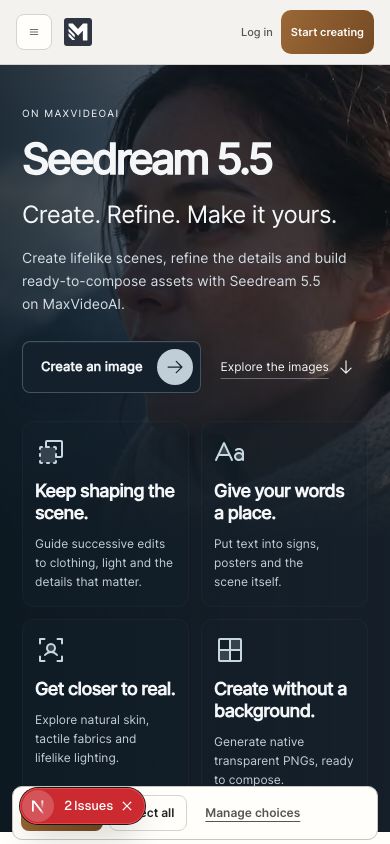 Log in
Start creating
ON MAXVIDEOAI
Seedream 5.5
Create. Refine. Make it yours.
Create lifelike scenes, refine the details and build
ready-to-compose assets with Seedream 5.5
on MaxVideoAI.
Create an image
Explore the images
Keep shaping the
scene.
Guide successive edits
to clothing, light and the
details that matter.
Aa
Give your words
a place.
Put text into signs,
posters and the
scene itself.
Get closer to real.
Explore natural skin,
tactile fabrics and
lifelike lighting.
Create without a
background.
Generate native
transparent PNGs, ready
to compose.
N
2 Issues
ect all
Manage choices